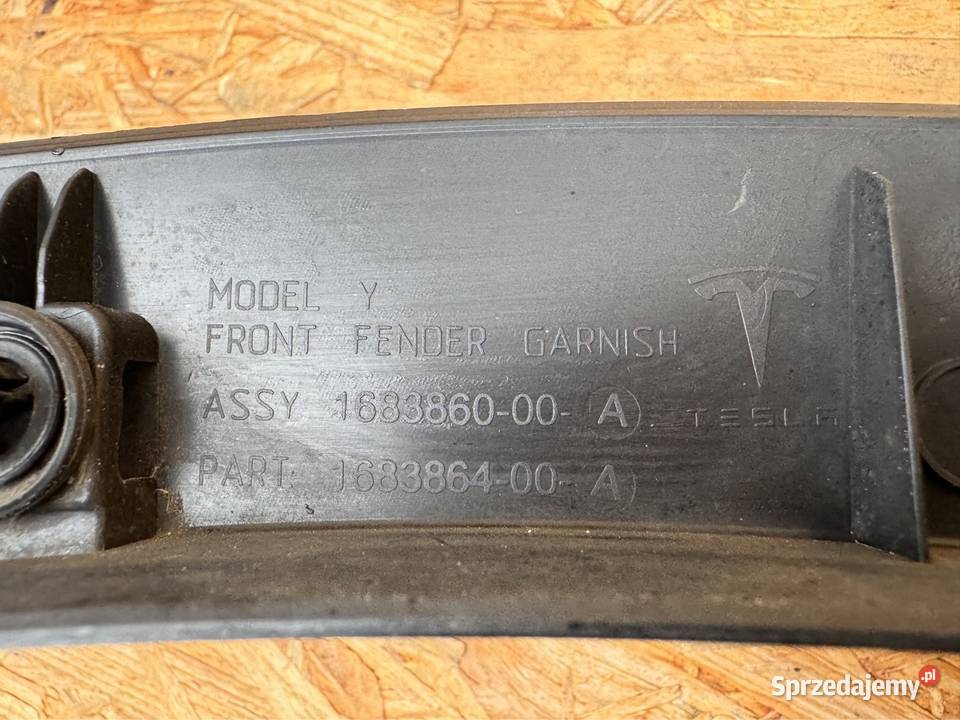 MODEL Y
FRONT FENDER GARNISH
ASSY 1683860-00-A
TESLA
PART: 1683864-00-A
Sprzedajemy.pl